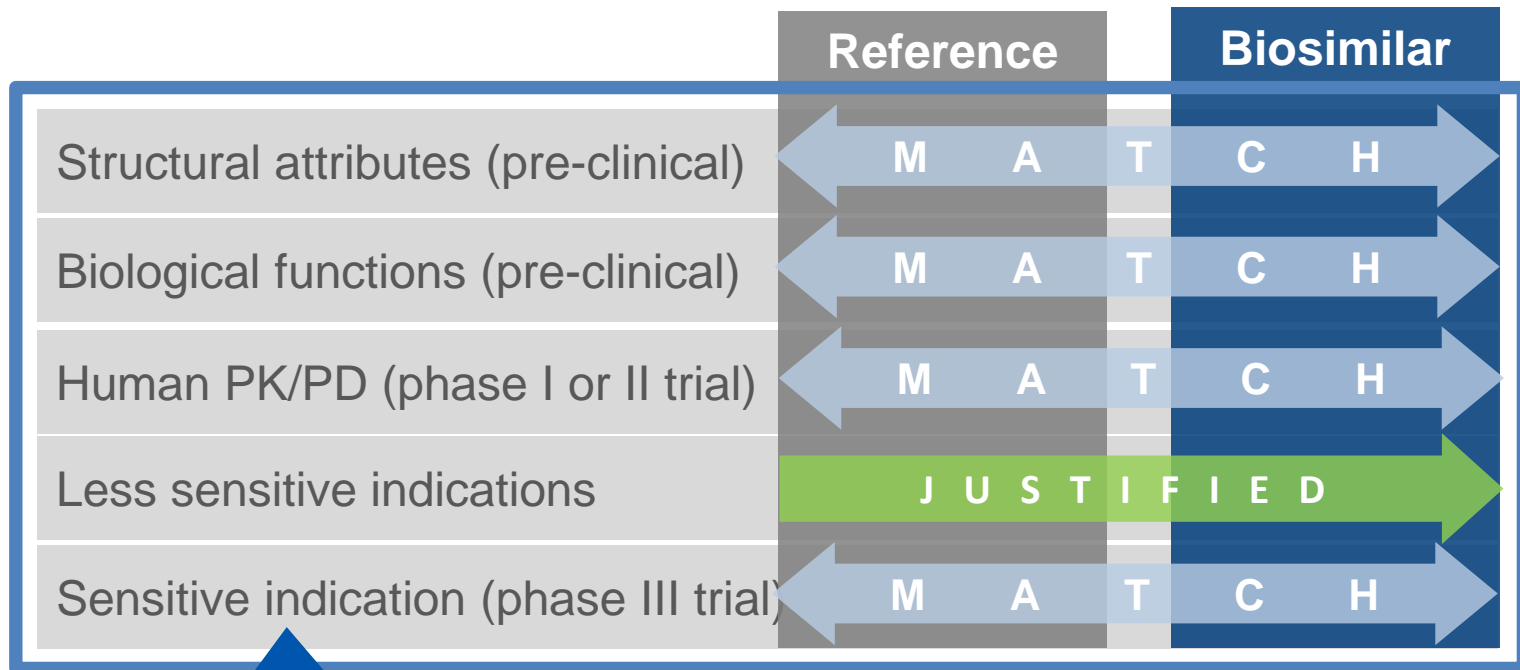 Reference Biosimilar
Structural attributes (pre-clinical) M A T C H
Biological functions (pre-clinical) M A T C H
Human PK/PD (phase I or II trial) M A T C H
Less sensitive indications J U S T I F I E D
Sensitive indication (phase III trial) M A T C H